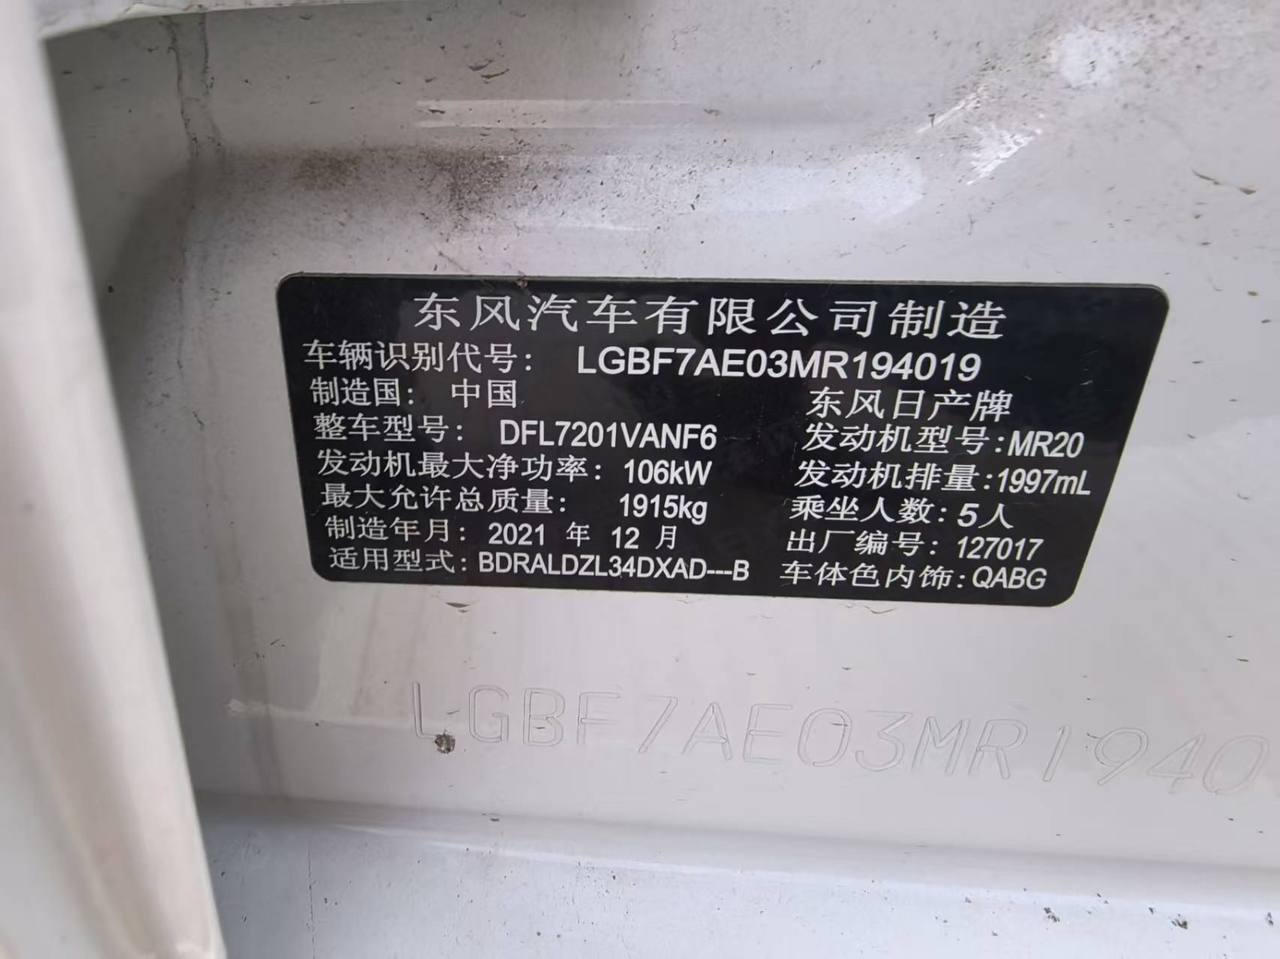 东风汽车有限公司制造
车辆识别代号: LGBF7AE03MR194019
制造国: 中国 东风日产牌
整车型号: DFL7201VANF6 发动机型号:MR20
发动机最大净功率: 106kW 发动机排量:1997mL
最大允许总质量: 1915kg 乘坐人数:5人
制造年月: 2021 年 12 月 出厂编号: 127017
适用型式: BDRALDZL34DXAD---B 车体色内饰:QABG
LGBF7AE03MR1940